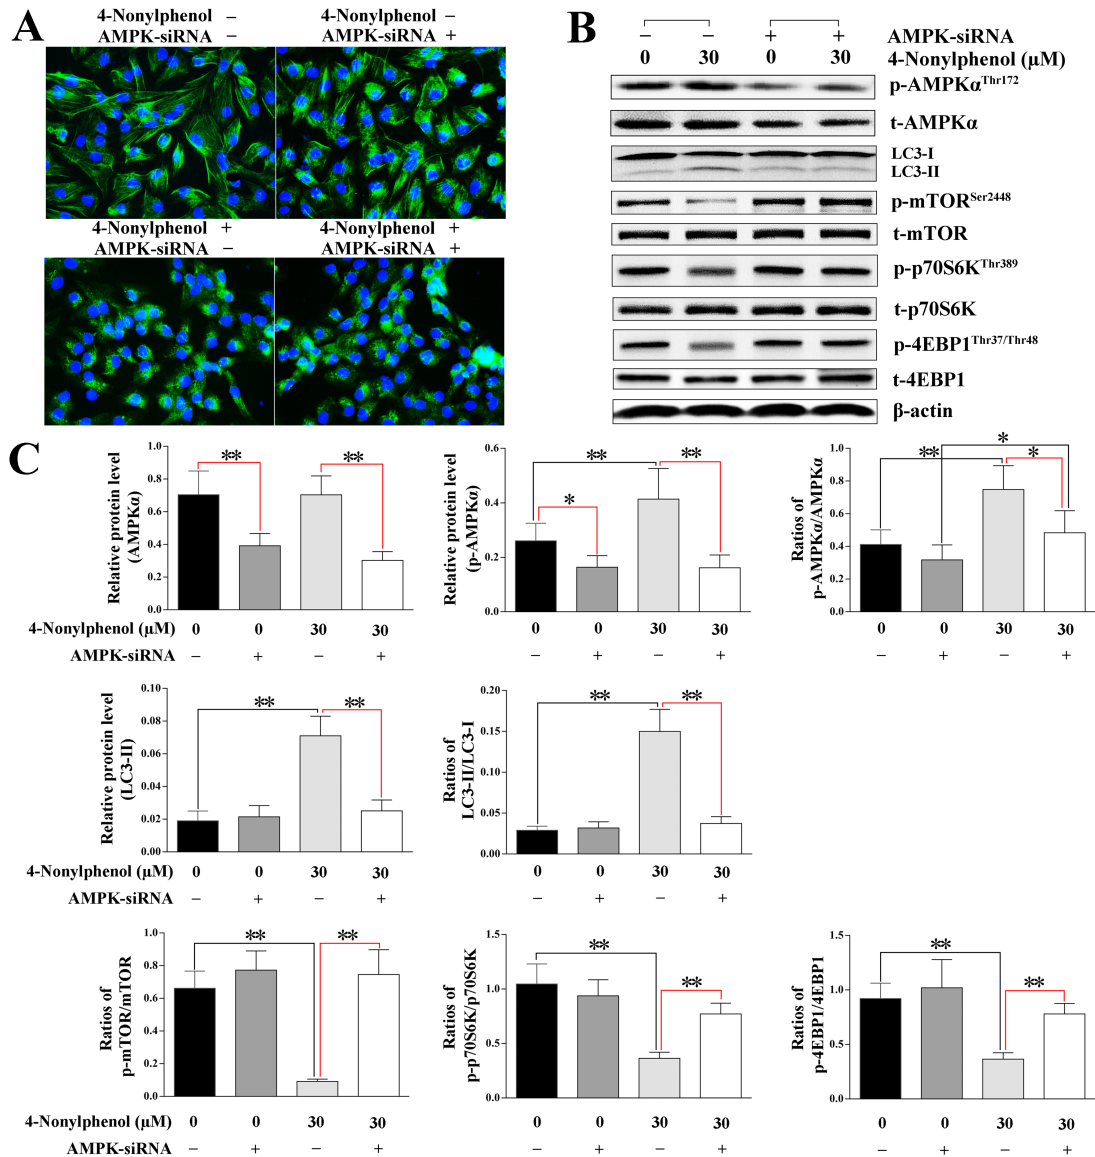 A
4-Nonylphenol − 4-Nonylphenol −
AMPK-siRNA − AMPK-siRNA +
4-Nonylphenol + 4-Nonylphenol +
AMPK-siRNA − AMPK-siRNA +
B
− − + + AMPK-siRNA
0 30 0 30 4-Nonylphenol (µM)
p-AMPKαThr172
t-AMPKα
LC3-I
LC3-II
p-mTORSer2448
t-mTOR
p-p70S6KThr389
t-p70S6K
p-4EBP1Thr37/Thr48
t-4EBP1
β-actin
C
Relative protein level
(AMPKα)
0.0 0.2 0.4 0.6 0.8 1.0
** **
Relative protein level
(p-AMPKα)
0.0 0.2 0.4 0.6
* ** **
Ratios of
p-AMPKα/AMPKα
0.0 0.2 0.4 0.6 0.8 1.0
** * *
4-Nonylphenol (µM) 0 0 30 30 0 0 30 30 0 0 30 30
AMPK-siRNA − + − + − + − + − + − +
Relative protein level
(LC3-II)
0.00 0.02 0.04 0.06 0.08 0.10
** **
Ratios of
LC3-II/LC3-I
0.00 0.05 0.10 0.15 0.20
** **
4-Nonylphenol (µM) 0 0 30 30 0 0 30 30
AMPK-siRNA − + − + − + − +
Ratios of
p-mTOR/mTOR
0.0 0.2 0.4 0.6 0.8 1.0
** **
Ratios of
p-p70S6K/p70S6K
0.0 0.5 1.0 1.5
** **
Ratios of
p-4EBP1/4EBP1
0.0 0.5 1.0 1.5
** **
4-Nonylphenol (µM) 0 0 30 30 0 0 30 30 0 0 30 30
AMPK-siRNA − + − + − + − + − + − +